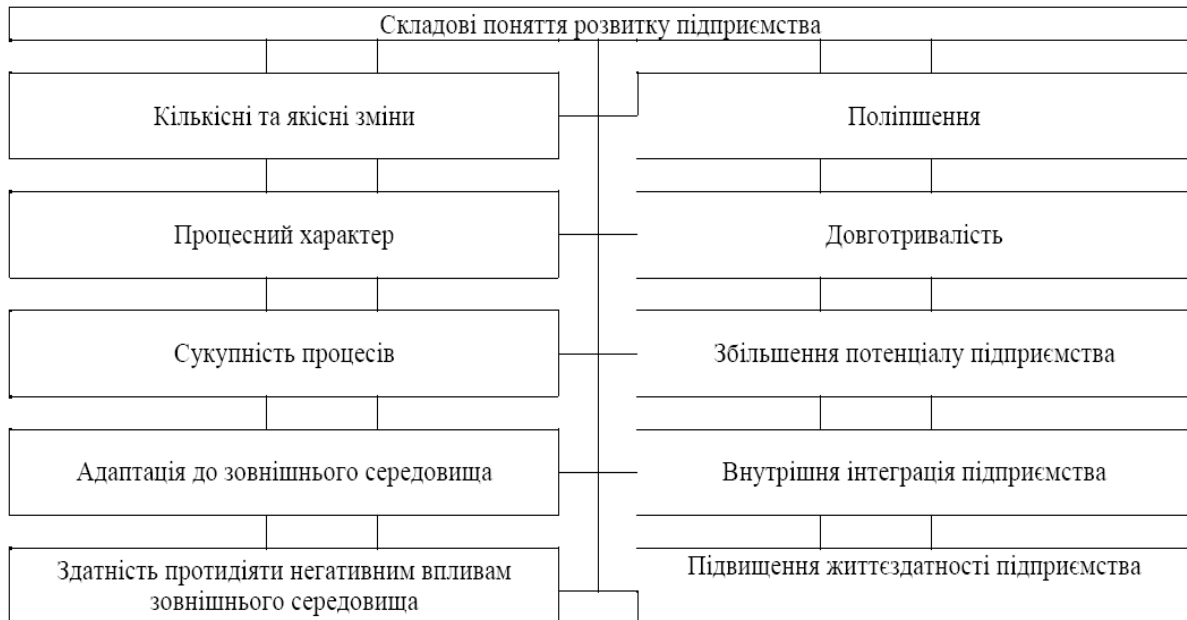 Складові поняття розвитку підприємства
Кількісні та якісні зміни
Поліпшення
Процесний характер
Довготривалість
Сукупність процесів
Збільшення потенціалу підприємства
Адаптація до зовнішнього середовища
Внутрішня інтеграція підприємства
Здатність протидіяти негативним впливам
зовнішнього середовища
Підвищення життєздатності підприємства